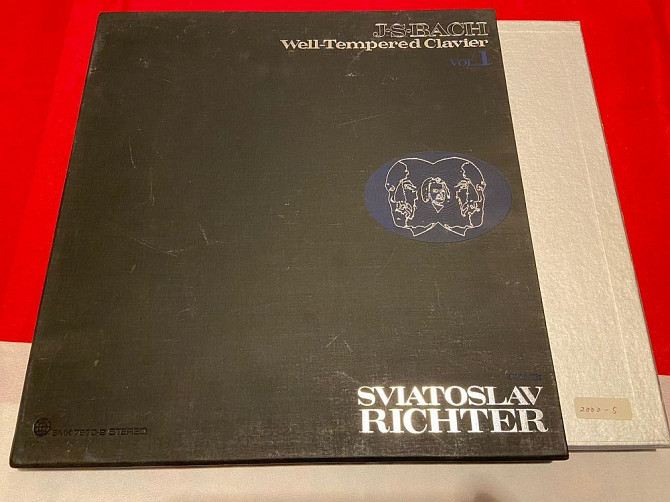 J·S·BACH
Well-Tempered Clavier
VOL.1
SVIATOSLAV
RICHTER
STEREO
2000-5